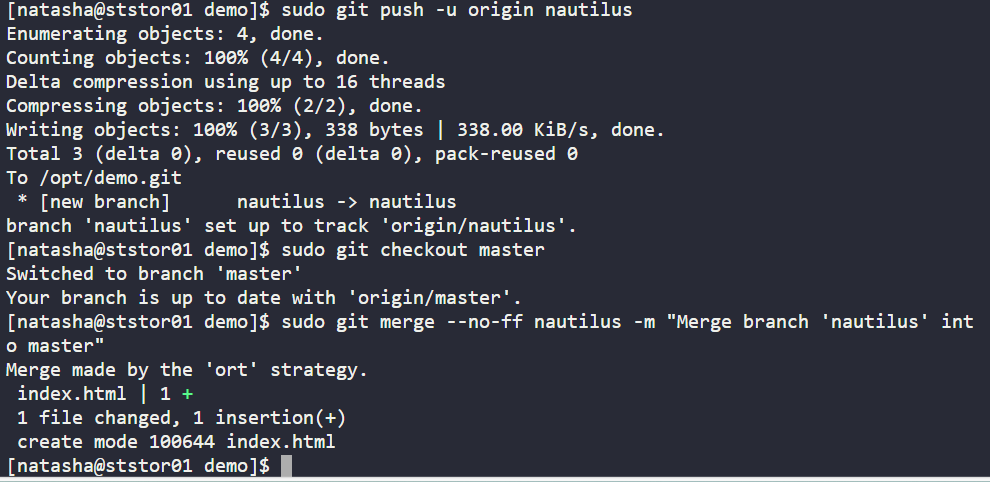 [natasha@ststor01 demo]$ sudo git push -u origin nautilus
Enumerating objects: 4, done.
Counting objects: 100% (4/4), done.
Delta compression using up to 16 threads
Compressing objects: 100% (2/2), done.
Writing objects: 100% (3/3), 338 bytes | 338.00 KiB/s, done.
Total 3 (delta 0), reused 0 (delta 0), pack-reused 0
To /opt/demo.git
 * [new branch]      nautilus -> nautilus
branch 'nautilus' set up to track 'origin/nautilus'.
[natasha@ststor01 demo]$ sudo git checkout master
Switched to branch 'master'
Your branch is up to date with 'origin/master'.
[natasha@ststor01 demo]$ sudo git merge --no-ff nautilus -m "Merge branch 'nautilus' int
o master"
Merge made by the 'ort' strategy.
 index.html | 1 +
 1 file changed, 1 insertion(+)
 create mode 100644 index.html
[natasha@ststor01 demo]$